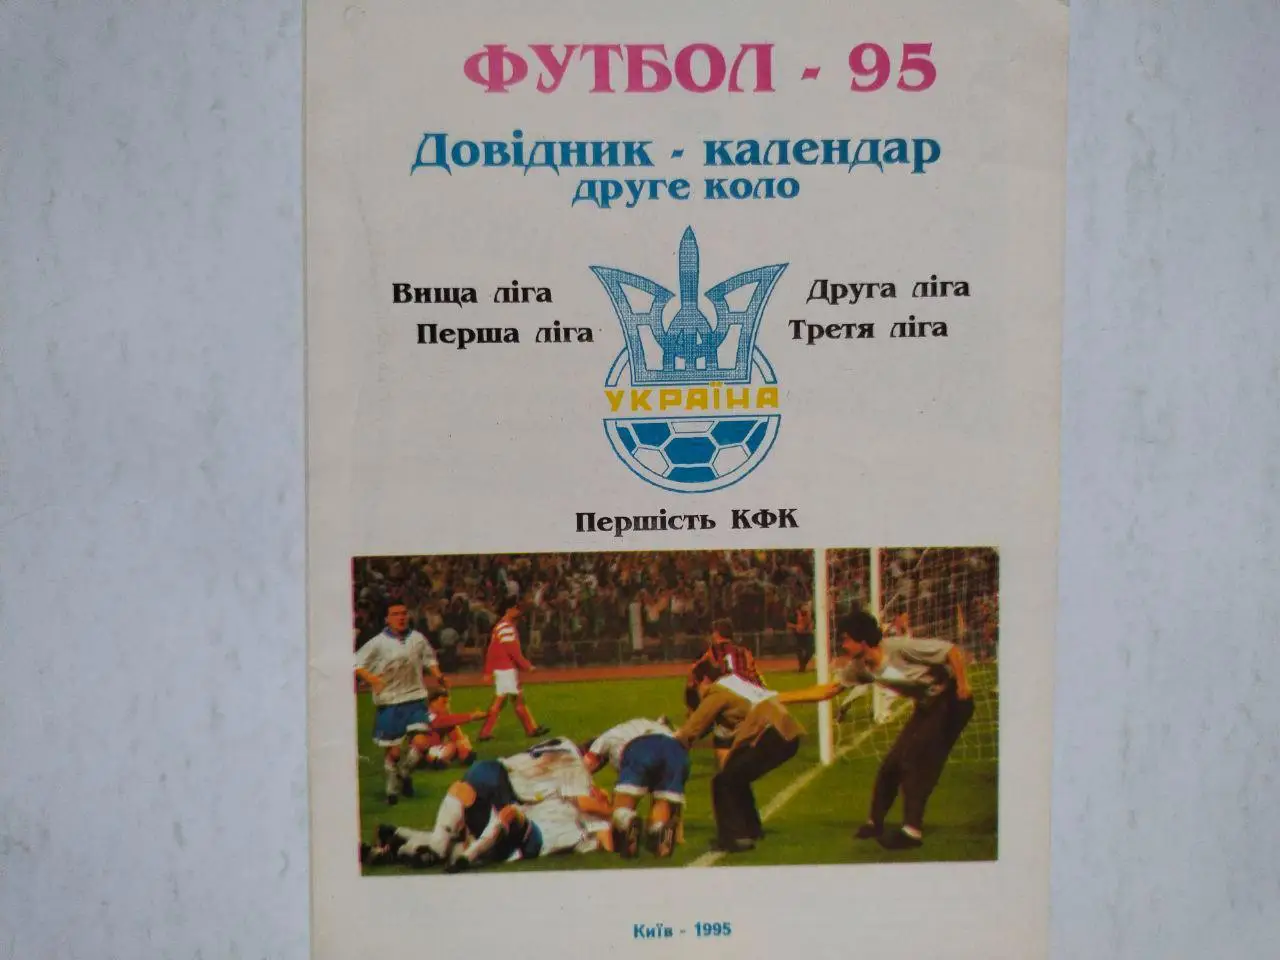 ФУТБОЛ - 95
Довідник - календар
друге коло
Вища ліга
Перша ліга
Друга ліга
Третя ліга
УКРАЇНА
Першість КФК
1
Київ - 1995